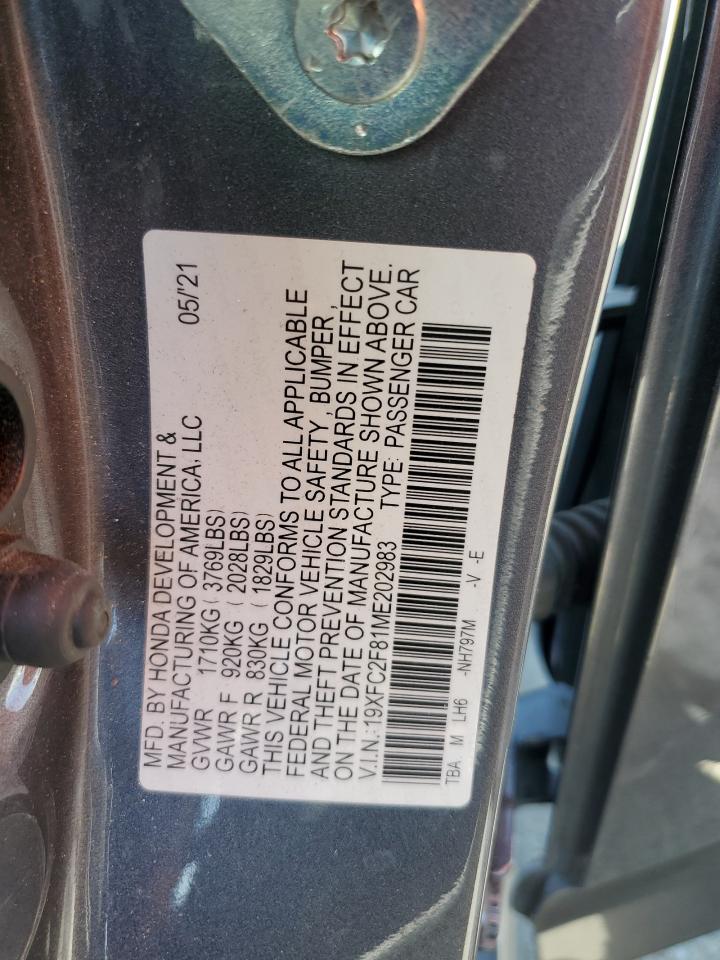 MFD. BY HONDA DEVELOPMENT &
MANUFACTURING OF AMERICA, LLC 05/'21
GVWR 1710KG (3769LBS)
GAWR F 920KG (2028LBS)
GAWR R 830KG (1829LBS)
THIS VEHICLE CONFORMS TO ALL APPLICABLE
FEDERAL MOTOR VEHICLE SAFETY, BUMPER,
AND THEFT PREVENTION STANDARDS IN EFFECT
ON THE DATE OF MANUFACTURE SHOWN ABOVE.
V.I.N.:19XFC2F81ME202983 TYPE: PASSENGER CAR
TBA M LH6 -NH797M -V -E